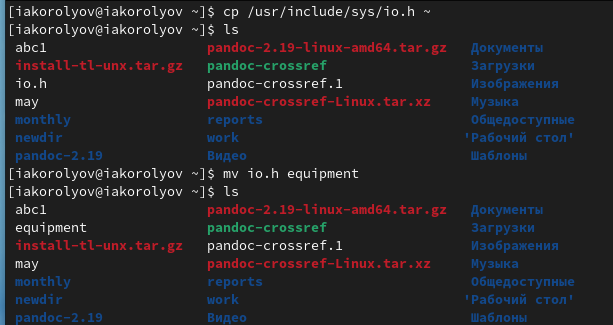 [iakorolyov@iakorolyov ~]$ cp /usr/include/sys/io.h ~
[iakorolyov@iakorolyov ~]$ ls
abc1 pandoc-2.19-linux-amd64.tar.gz Документы
install-tl-unx.tar.gz pandoc-crossref Загрузки
io.h pandoc-crossref.1 Изображения
may pandoc-crossref-Linux.tar.xz Музыка
monthly reports Общедоступные
newdir work 'Рабочий стол'
pandoc-2.19 Видео Шаблоны
[iakorolyov@iakorolyov ~]$ mv io.h equipment
[iakorolyov@iakorolyov ~]$ ls
abc1 pandoc-2.19-linux-amd64.tar.gz Документы
equipment pandoc-crossref Загрузки
install-tl-unx.tar.gz pandoc-crossref.1 Изображения
may pandoc-crossref-Linux.tar.xz Музыка
monthly reports Общедоступные
newdir work 'Рабочий стол'
pandoc-2.19 Видео Шаблоны